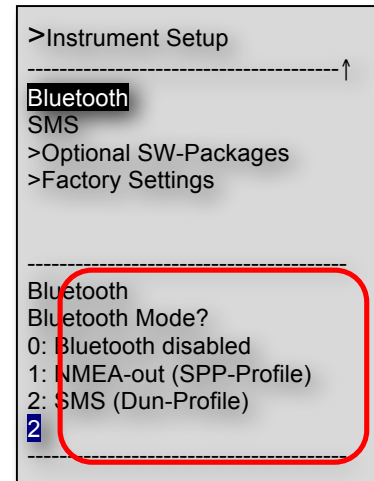 >Instrument Setup
---------------------------------------↑
Bluetooth
SMS
>Optional SW-Packages
>Factory Settings
----------------------------------------
Bluetooth
Bluetooth Mode?
0: Bluetooth disabled
1: NMEA-out (SPP-Profile)
2: SMS (Dun-Profile)
2
----------------------------------------